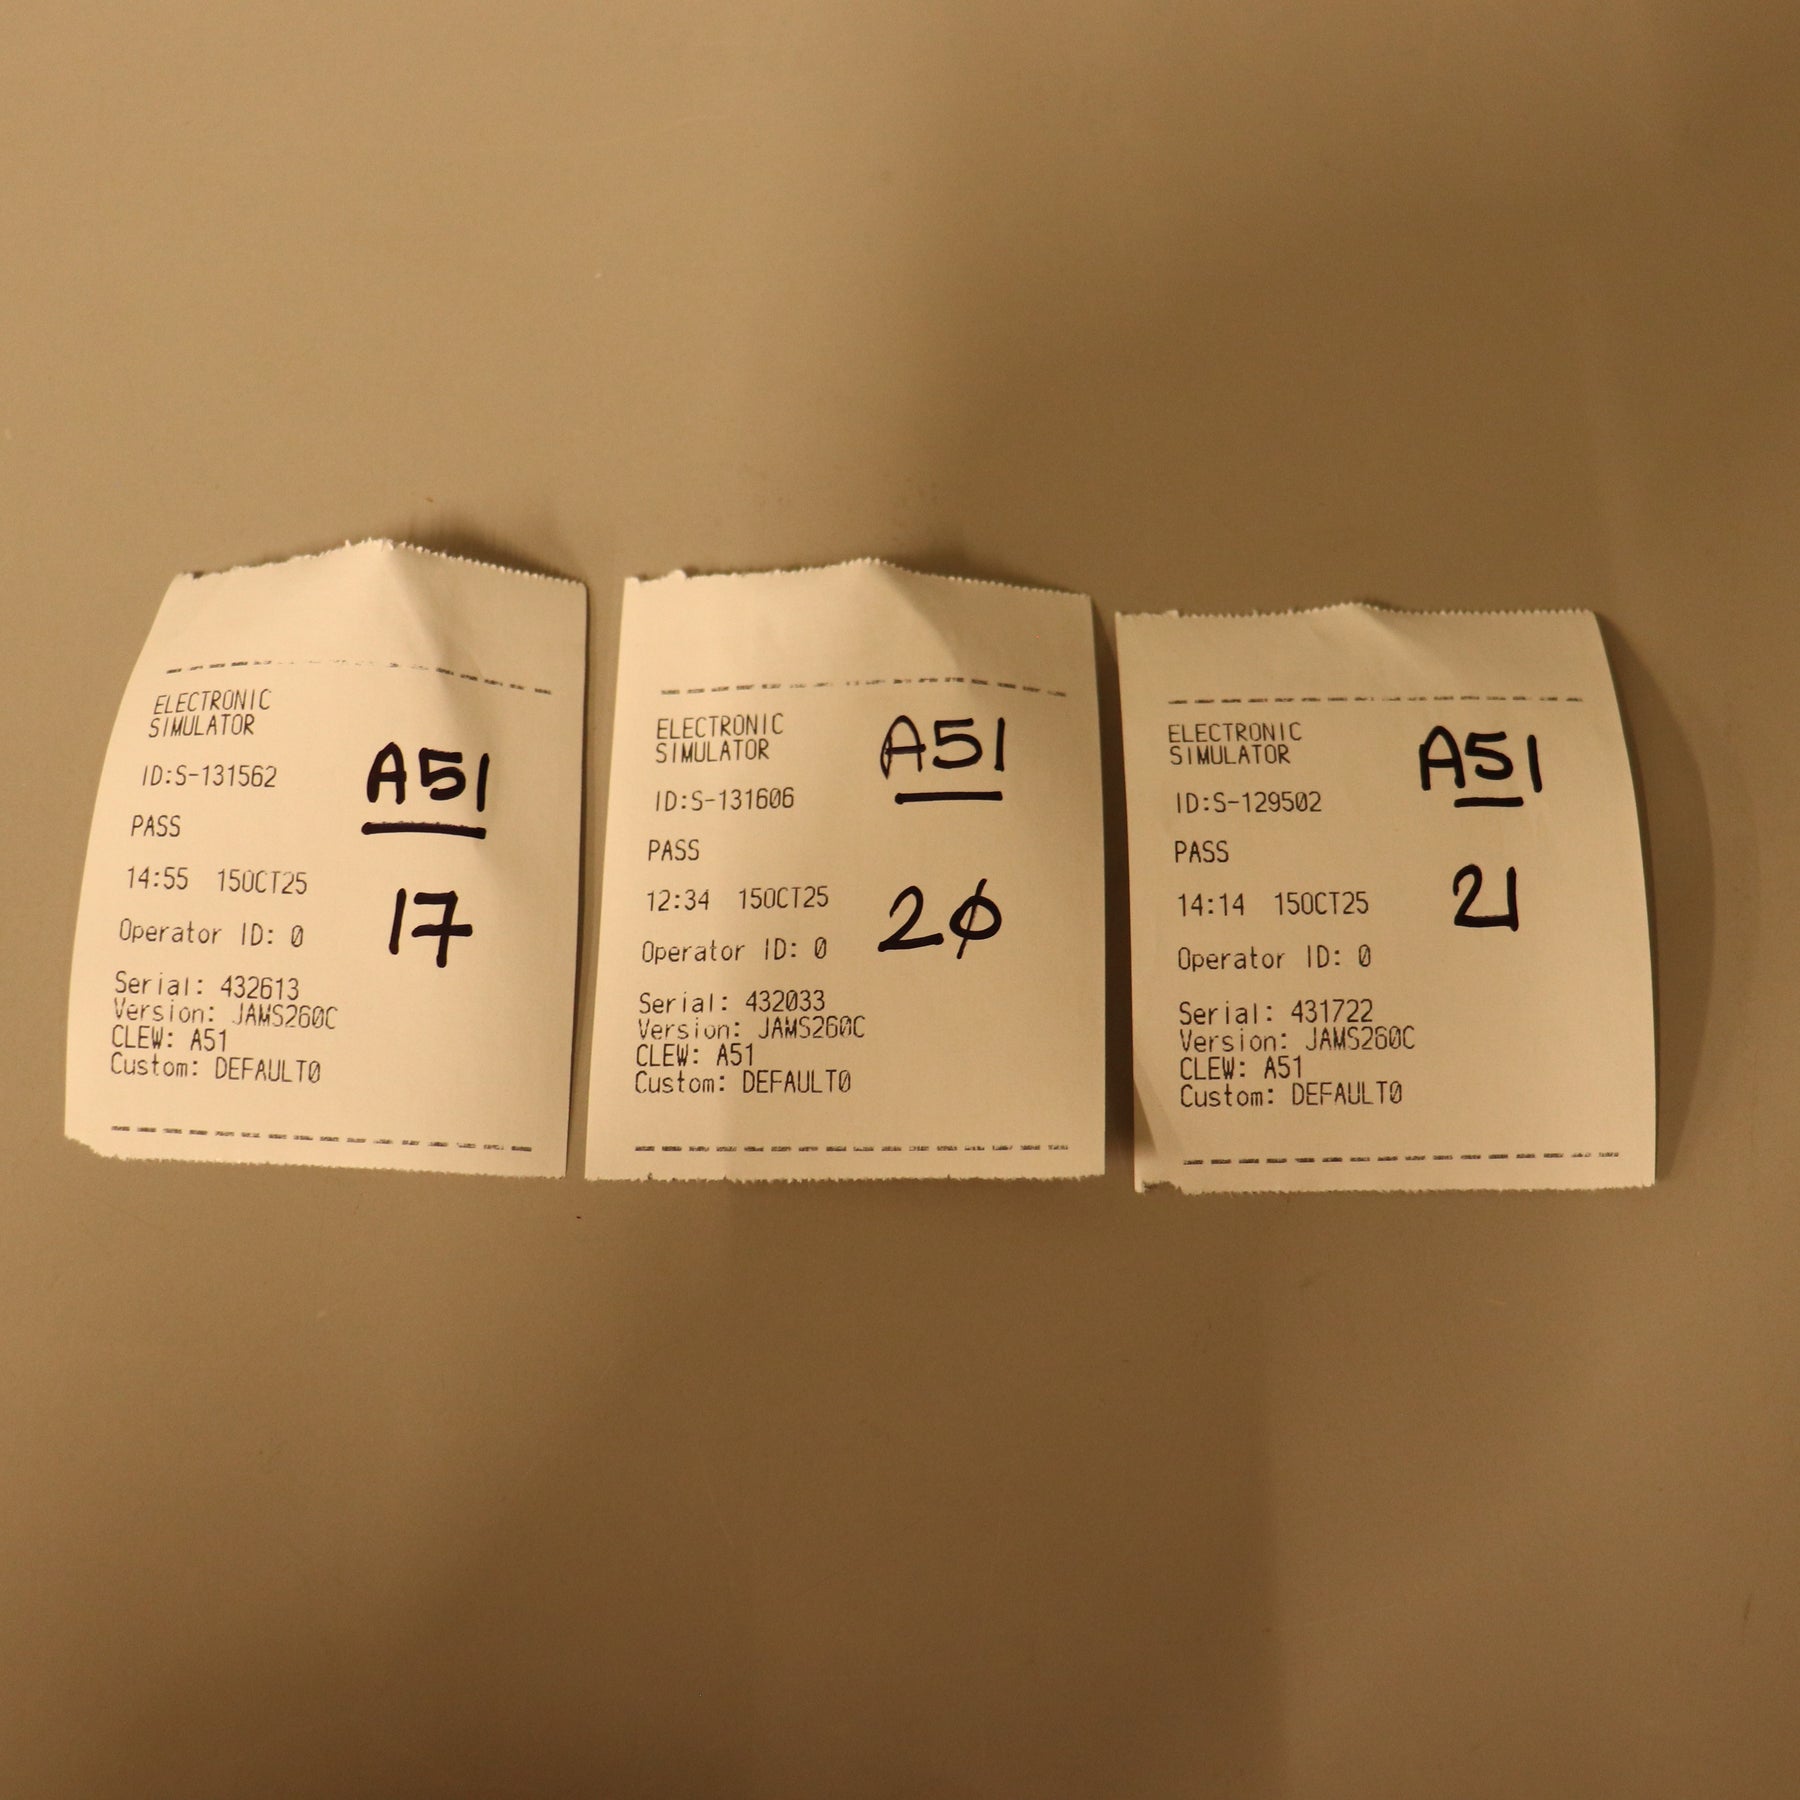 ELECTRONIC
SIMULATOR
ID:S-131562
PASS
14:55 15OCT25
Operator ID: 0
Serial: 432613
Version: JAMS260C
CLEW: A51
Custom: DEFAULT0
A51
17
ELECTRONIC
SIMULATOR
ID:S-131606
PASS
12:34 15OCT25
Operator ID: 0
Serial: 432033
Version: JAMS260C
CLEW: A51
Custom: DEFAULT0
A51
20
ELECTRONIC
SIMULATOR
ID:S-129502
PASS
14:14 15OCT25
Operator ID: 0
Serial: 431722
Version: JAMS260C
CLEW: A51
Custom: DEFAULT0
A51
21